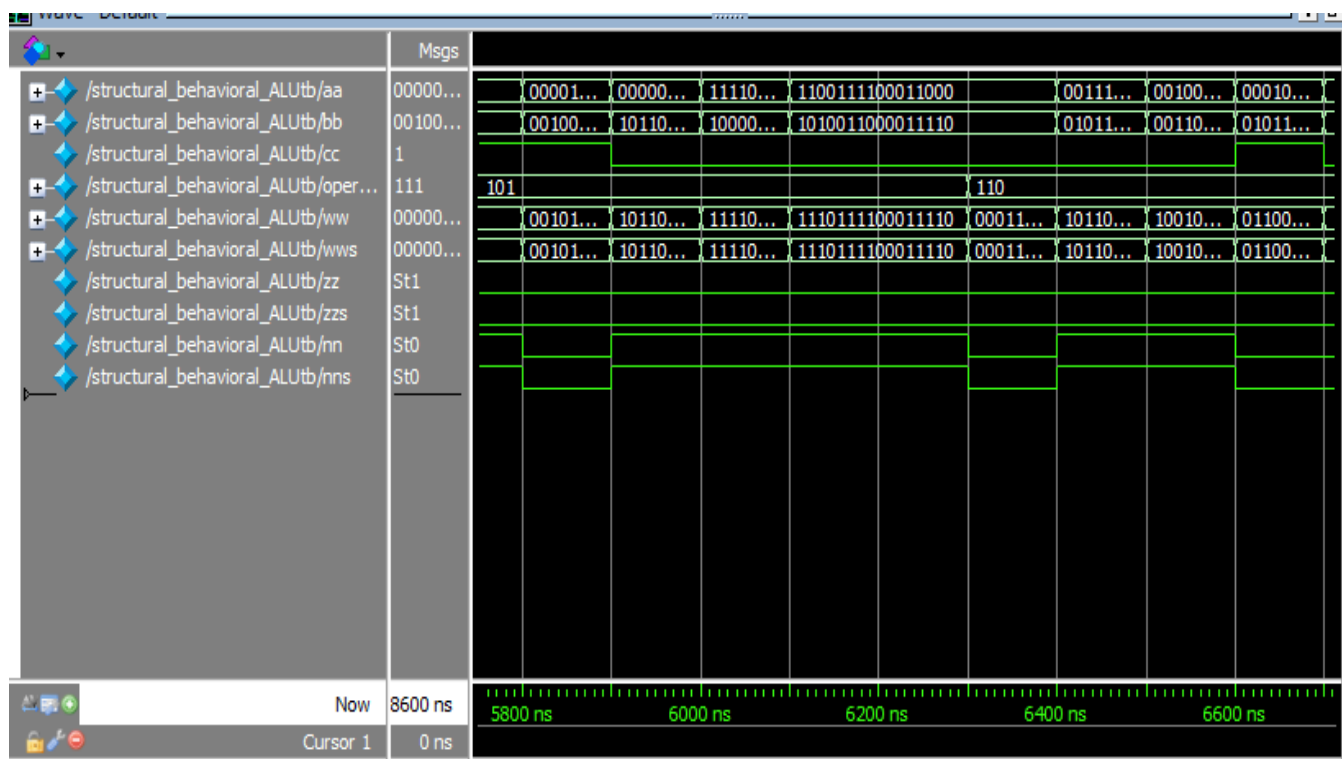 Wave - Default
Msgs
/structural_behavioral_ALUtb/aa 00000... 00001... 00000... 11110... 1100111100011000 00111... 00100... 00010...
/structural_behavioral_ALUtb/bb 00100... 00100... 10110... 10000... 1010011000011110 01011... 00110... 01011...
/structural_behavioral_ALUtb/cc 1
/structural_behavioral_ALUtb/oper... 111 101 110
/structural_behavioral_ALUtb/ww 00000... 00101... 10110... 11110... 1110111100011110 00011... 10110... 10010... 01100...
/structural_behavioral_ALUtb/wws 00000... 00101... 10110... 11110... 1110111100011110 00011... 10110... 10010... 01100...
/structural_behavioral_ALUtb/zz St1
/structural_behavioral_ALUtb/zzs St1
/structural_behavioral_ALUtb/nn St0
/structural_behavioral_ALUtb/nns St0
Now 8600 ns 5800 ns 6000 ns 6200 ns 6400 ns 6600 ns
Cursor 1 0 ns